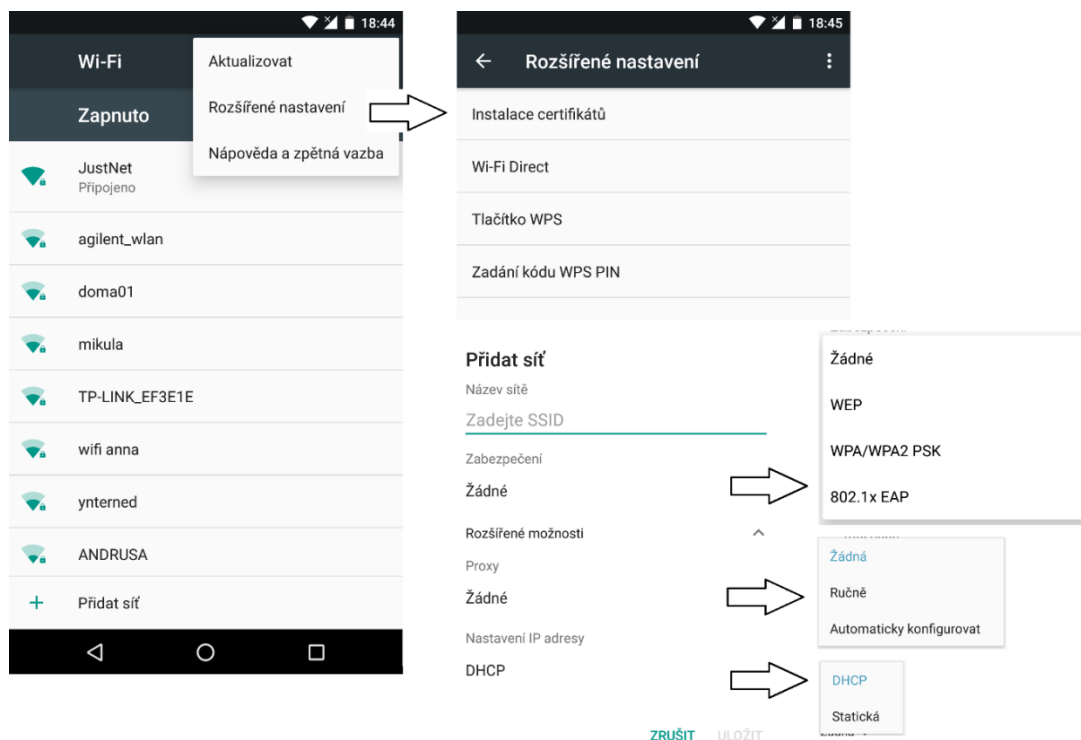 18:44
Wi-Fi
Aktualizovat
Zapnuto
Rozšířené nastavení
Nápověda a zpětná vazba
JustNet
Připojeno
agilent_wlan
doma01
mikula
TP-LINK_EF3E1E
wifi anna
ynterned
ANDRUSA
Přidat síť
18:45
Rozšířené nastavení
Instalace certifikátů
Wi-Fi Direct
Tlačítko WPS
Zadání kódu WPS PIN
Přidat síť
Název sítě
Zadejte SSID
Zabezpečení
Žádné
Rozšířené možnosti
Proxy
Žádné
Nastavení IP adresy
DHCP
ZRUŠIT ULOŽIT
Žádné
WEP
WPA/WPA2 PSK
802.1x EAP
Žádná
Ručně
Automaticky konfigurovat
DHCP
Statická